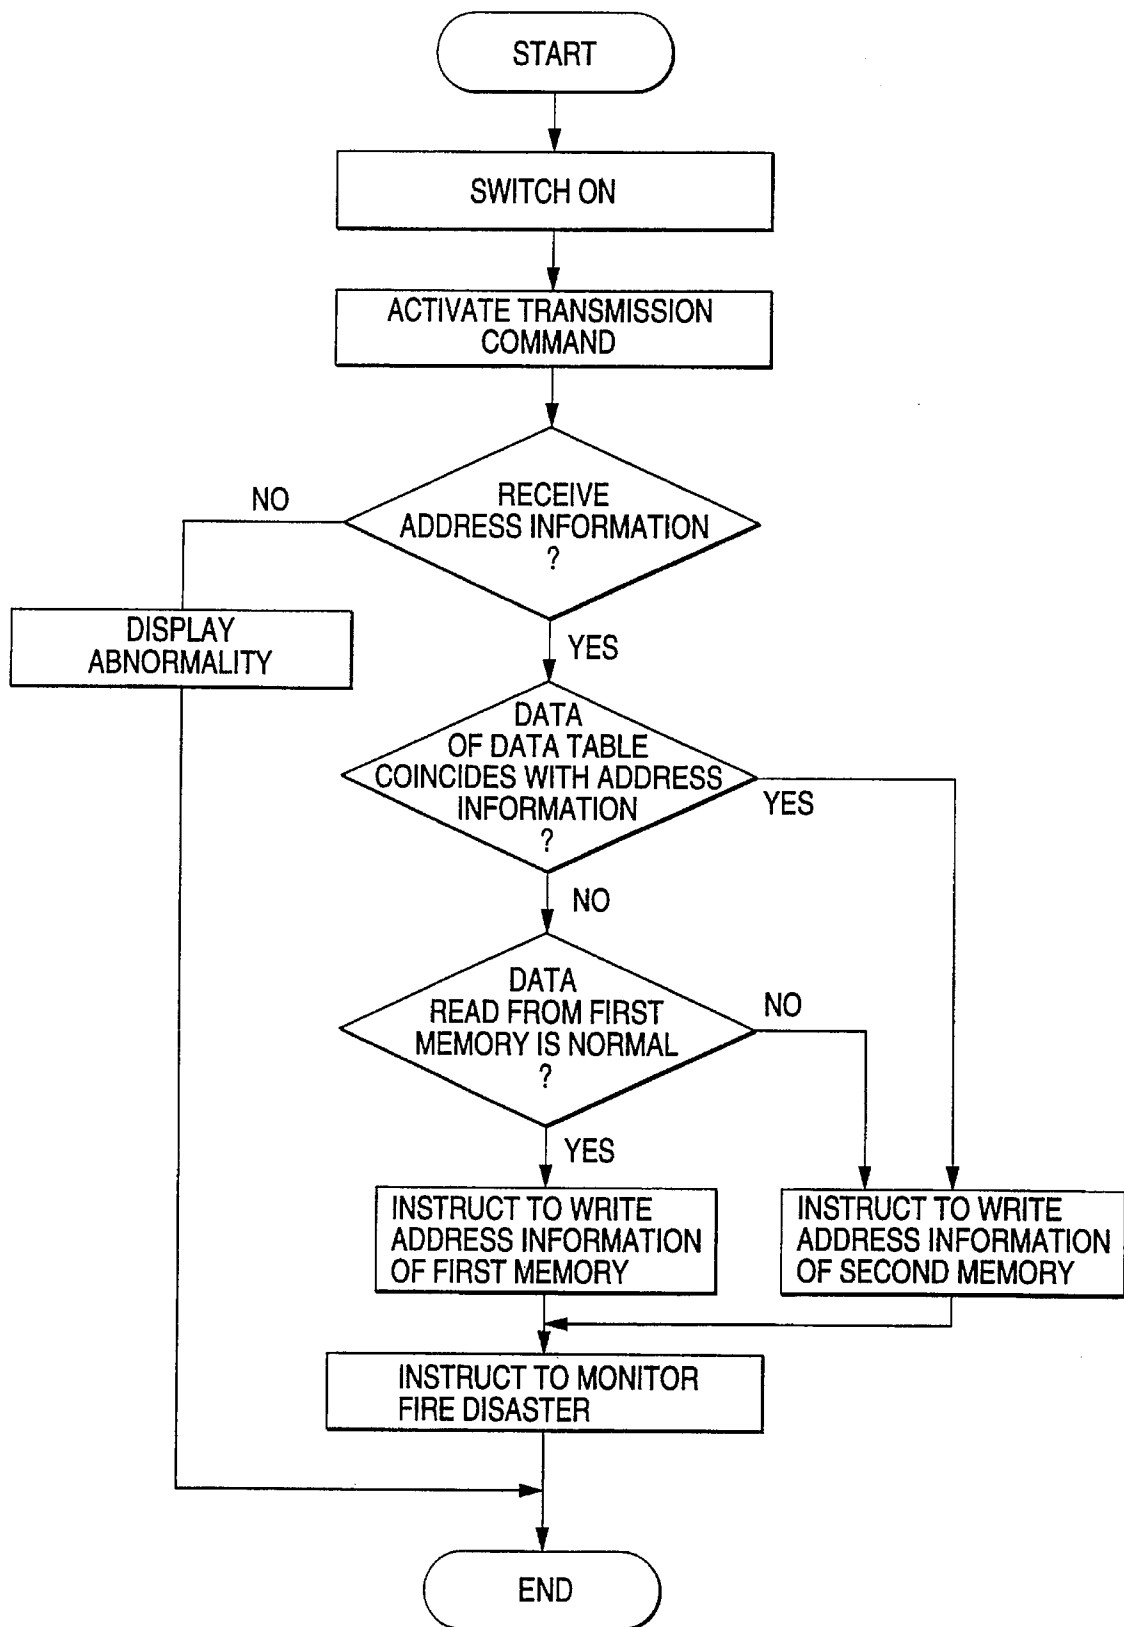 START
SWITCH ON
ACTIVATE TRANSMISSION
COMMAND
NO
RECEIVE
ADDRESS INFORMATION
?
DISPLAY
ABNORMALITY
YES
DATA
OF DATA TABLE
COINCIDES WITH ADDRESS
INFORMATION
?
YES
NO
DATA
READ FROM FIRST
MEMORY IS NORMAL
?
NO
YES
INSTRUCT TO WRITE
ADDRESS INFORMATION
OF FIRST MEMORY
INSTRUCT TO WRITE
ADDRESS INFORMATION
OF SECOND MEMORY
INSTRUCT TO MONITOR
FIRE DISASTER
END